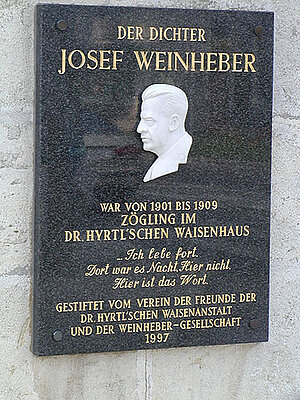 DER DICHTER
JOSEF WEINHEBER
WAR VON 1901 BIS 1909
ZÖGLING IM
DR. HYRTL'SCHEN WAISENHAUS
... Ich lebe fort.
Dort war es Nacht. Hier nicht.
Hier ist das Wort.
GESTIFTET VOM VEREIN DER FREUNDE DER
DR. HYRTL'SCHEN WAISENANSTALT
UND DER WEINHEBER-GESELLSCHAFT
1997